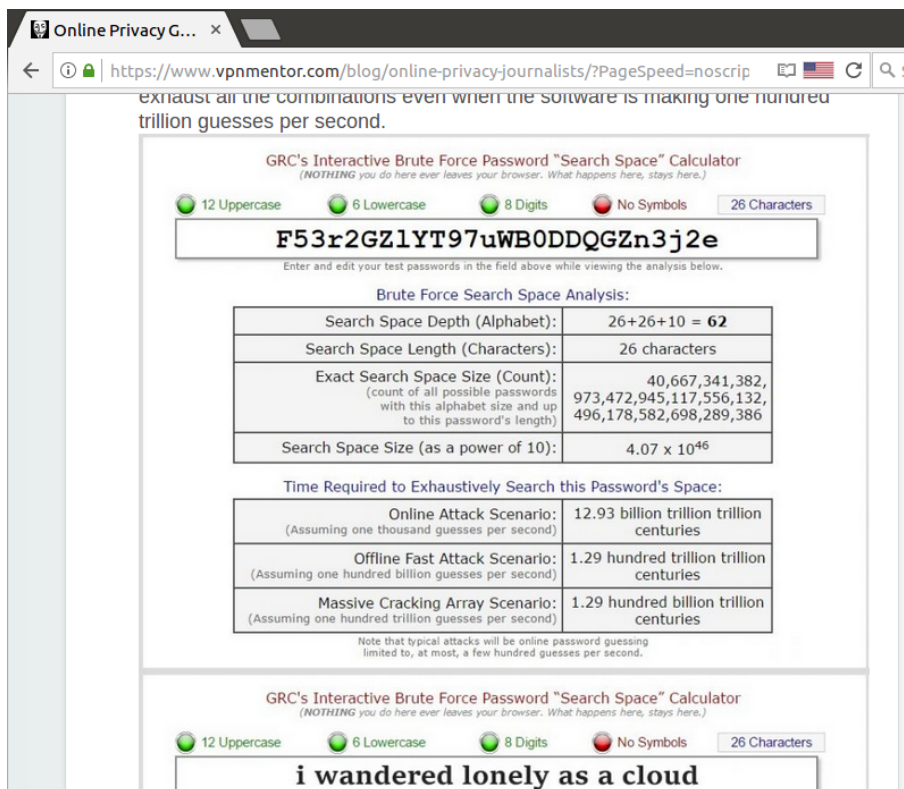 Online Privacy G... ×
https://www.vpnmentor.com/blog/online-privacy-journalists/?PageSpeed=noscrip
exhaust all the combinations even when the software is making one hundred
trillion guesses per second.
GRC's Interactive Brute Force Password “Search Space” Calculator
(NOTHING you do here ever leaves your browser. What happens here, stays here.)
12 Uppercase 6 Lowercase 8 Digits No Symbols 26 Characters
F53r2GZlYT97uWB0DDQGZn3j2e
Enter and edit your test passwords in the field above while viewing the analysis below.
Brute Force Search Space Analysis:
Search Space Depth (Alphabet): 26+26+10 = 62
Search Space Length (Characters): 26 characters
Exact Search Space Size (Count):
(count of all possible passwords
with this alphabet size and up
to this password's length)
40,667,341,382,
973,472,945,117,556,132,
496,178,582,698,289,386
Search Space Size (as a power of 10): 4.07 x 10^46
Time Required to Exhaustively Search this Password's Space:
Online Attack Scenario:
(Assuming one thousand guesses per second)
12.93 billion trillion trillion
centuries
Offline Fast Attack Scenario:
(Assuming one hundred billion guesses per second)
1.29 hundred trillion trillion
centuries
Massive Cracking Array Scenario:
(Assuming one hundred trillion guesses per second)
1.29 hundred billion trillion
centuries
Note that typical attacks will be online password guessing
limited to, at most, a few hundred guesses per second.
GRC's Interactive Brute Force Password “Search Space” Calculator
(NOTHING you do here ever leaves your browser. What happens here, stays here.)
12 Uppercase 6 Lowercase 8 Digits No Symbols 26 Characters
i wandered lonely as a cloud